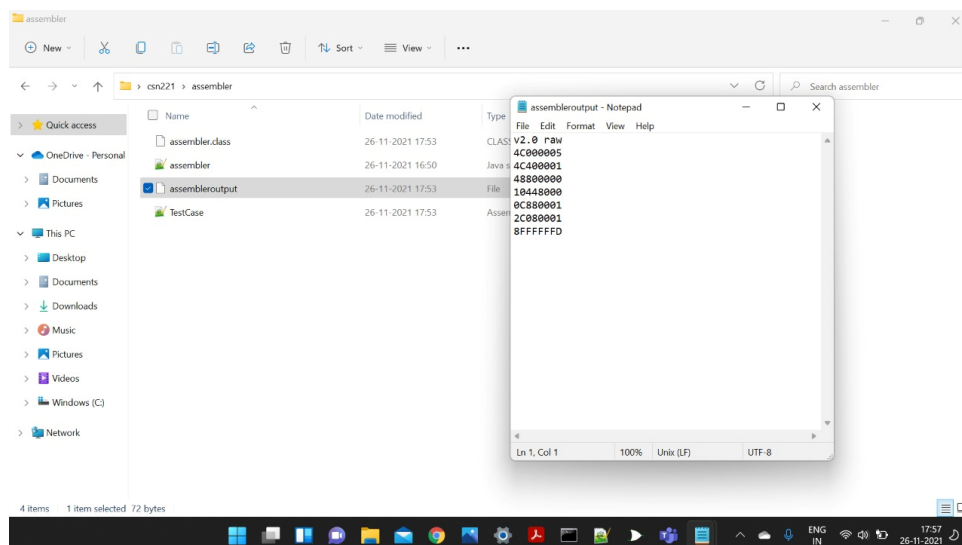 assembler
New
Sort
View
csn221 > assembler
Search assembler
Name
Date modified
Type
Quick access
OneDrive - Personal
Documents
Pictures
This PC
Desktop
Documents
Downloads
Music
Pictures
Videos
Windows (C:)
Network
assembler.class
26-11-2021 17:53
CLAS
assembler
26-11-2021 16:50
Java s
assembleroutput
26-11-2021 17:53
File
TestCase
26-11-2021 17:53
Assem
assembleroutput - Notepad
File Edit Format View Help
v2.0 raw
4C000005
4C400001
48800000
10448000
0C880001
2C080001
8FFFFFFD
Ln 1, Col 1
100%
Unix (LF)
UTF-8
4 items
1 item selected 72 bytes
ENG
IN
17:57
26-11-2021